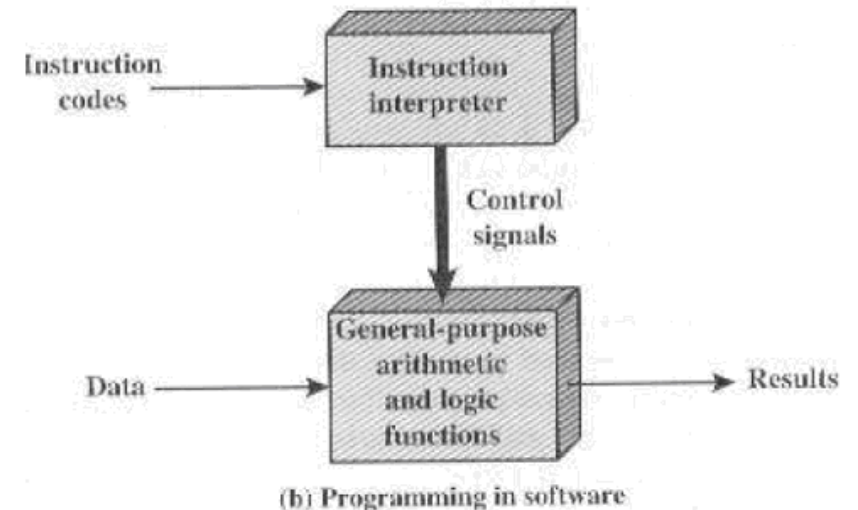 Instruction
codes
Instruction
interpreter
Control
signals
Data
General-purpose
arithmetic
and logic
functions
Results
(b) Programming in software